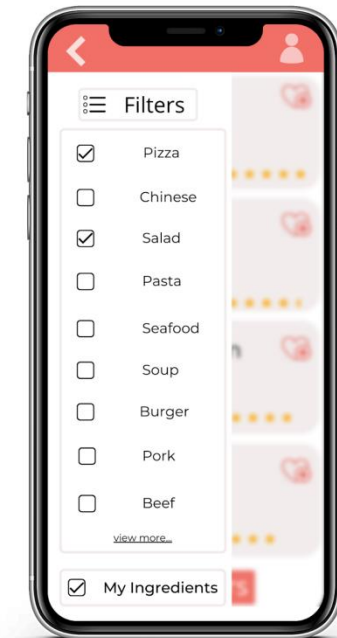 Filters
Pizza
Chinese
Salad
Pasta
Seafood
Soup
Burger
Pork
Beef
view more...
My Ingredients